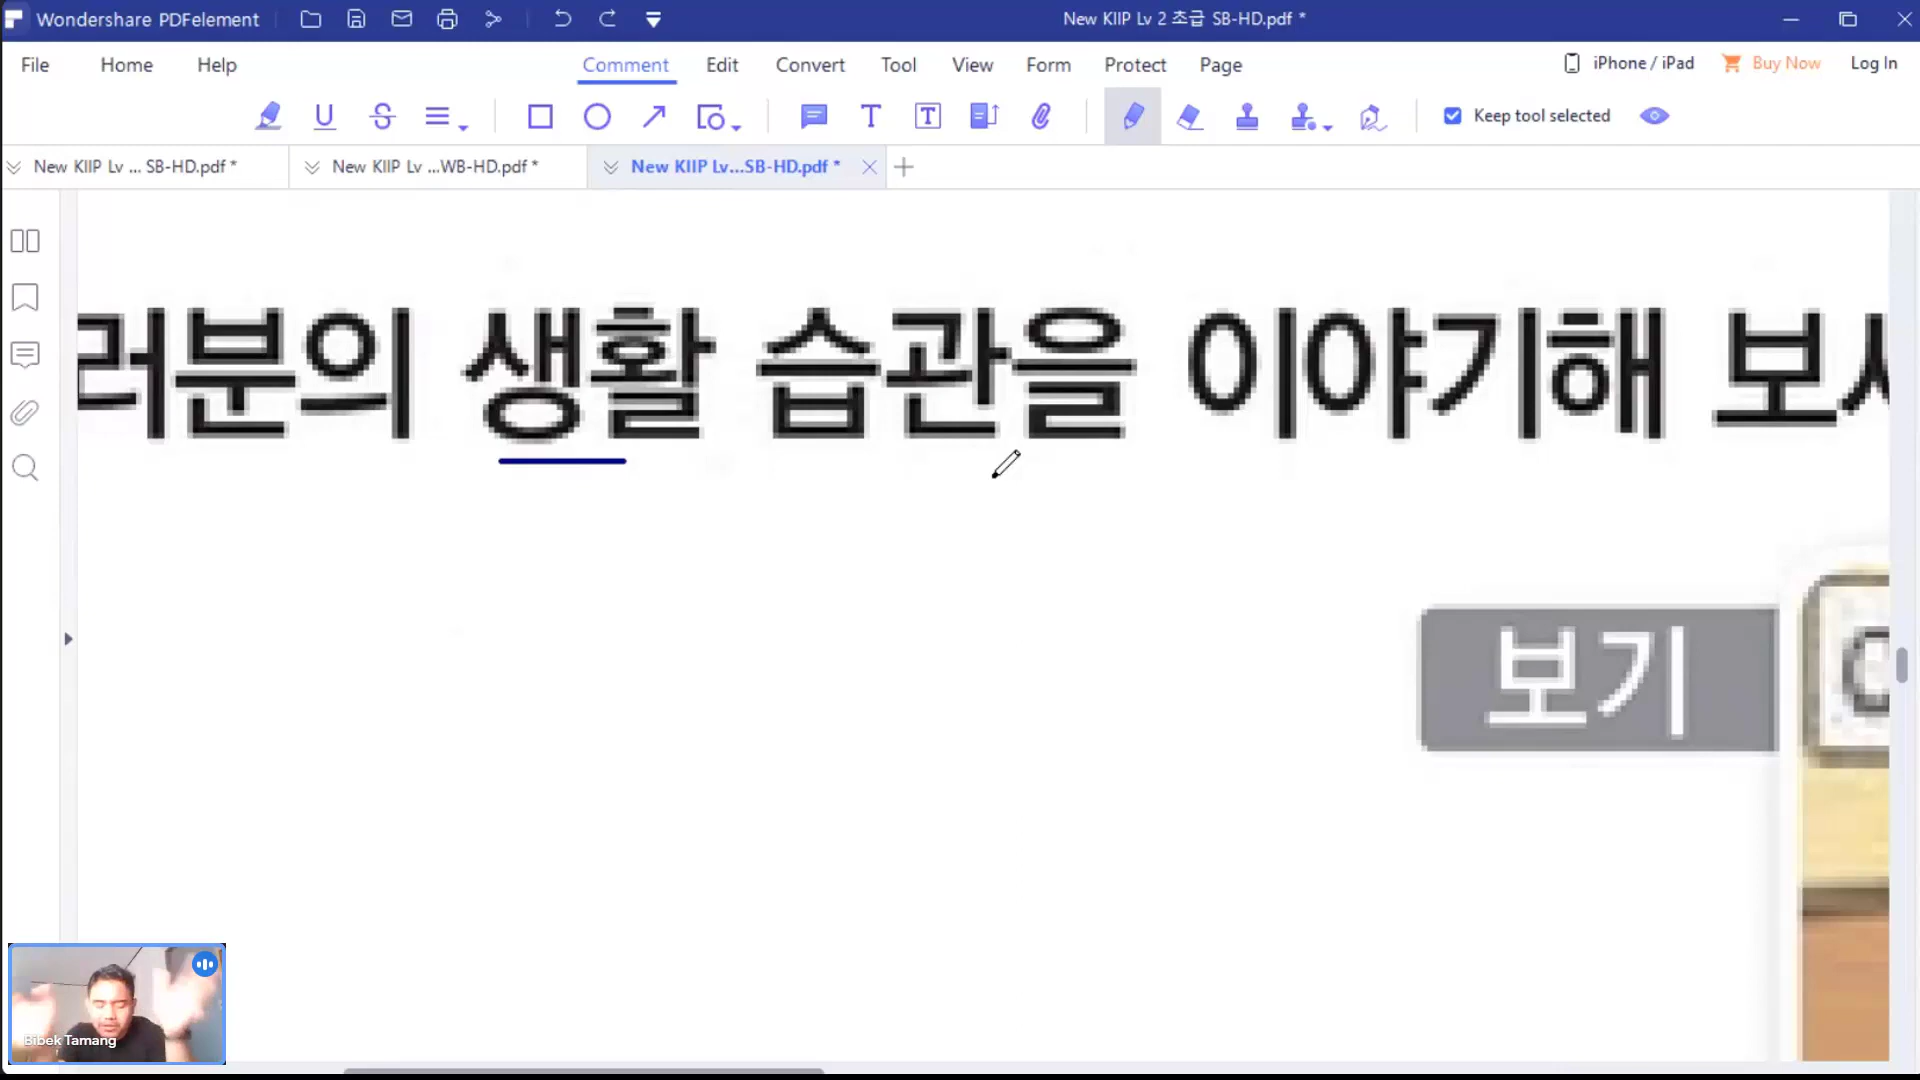 Wondershare PDFelement
New KIIP Lv 2 초급 SB-HD.pdf *
File Home Help Comment Edit Convert Tool View Form Protect Page iPhone / iPad Buy Now Log In
Keep tool selected
New KIIP Lv ... SB-HD.pdf * New KIIP Lv ...WB-HD.pdf * New KIIP Lv...SB-HD.pdf *
러분의 생활 습관을 이야기해 보
보기
Bibek Tamang